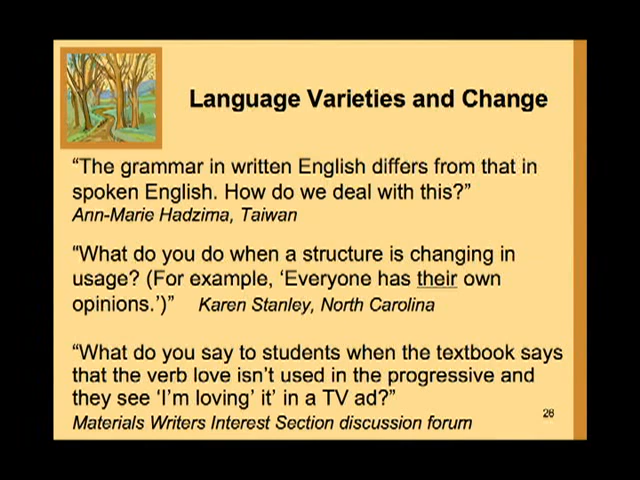 Language Varieties and Change
“The grammar in written English differs from that in
spoken English. How do we deal with this?”
Ann-Marie Hadzima, Taiwan
“What do you do when a structure is changing in
usage? (For example, ‘Everyone has their own
opinions.’)” Karen Stanley, North Carolina
“What do you say to students when the textbook says
that the verb love isn’t used in the progressive and
they see ‘I’m loving’ it’ in a TV ad?”
Materials Writers Interest Section discussion forum
26